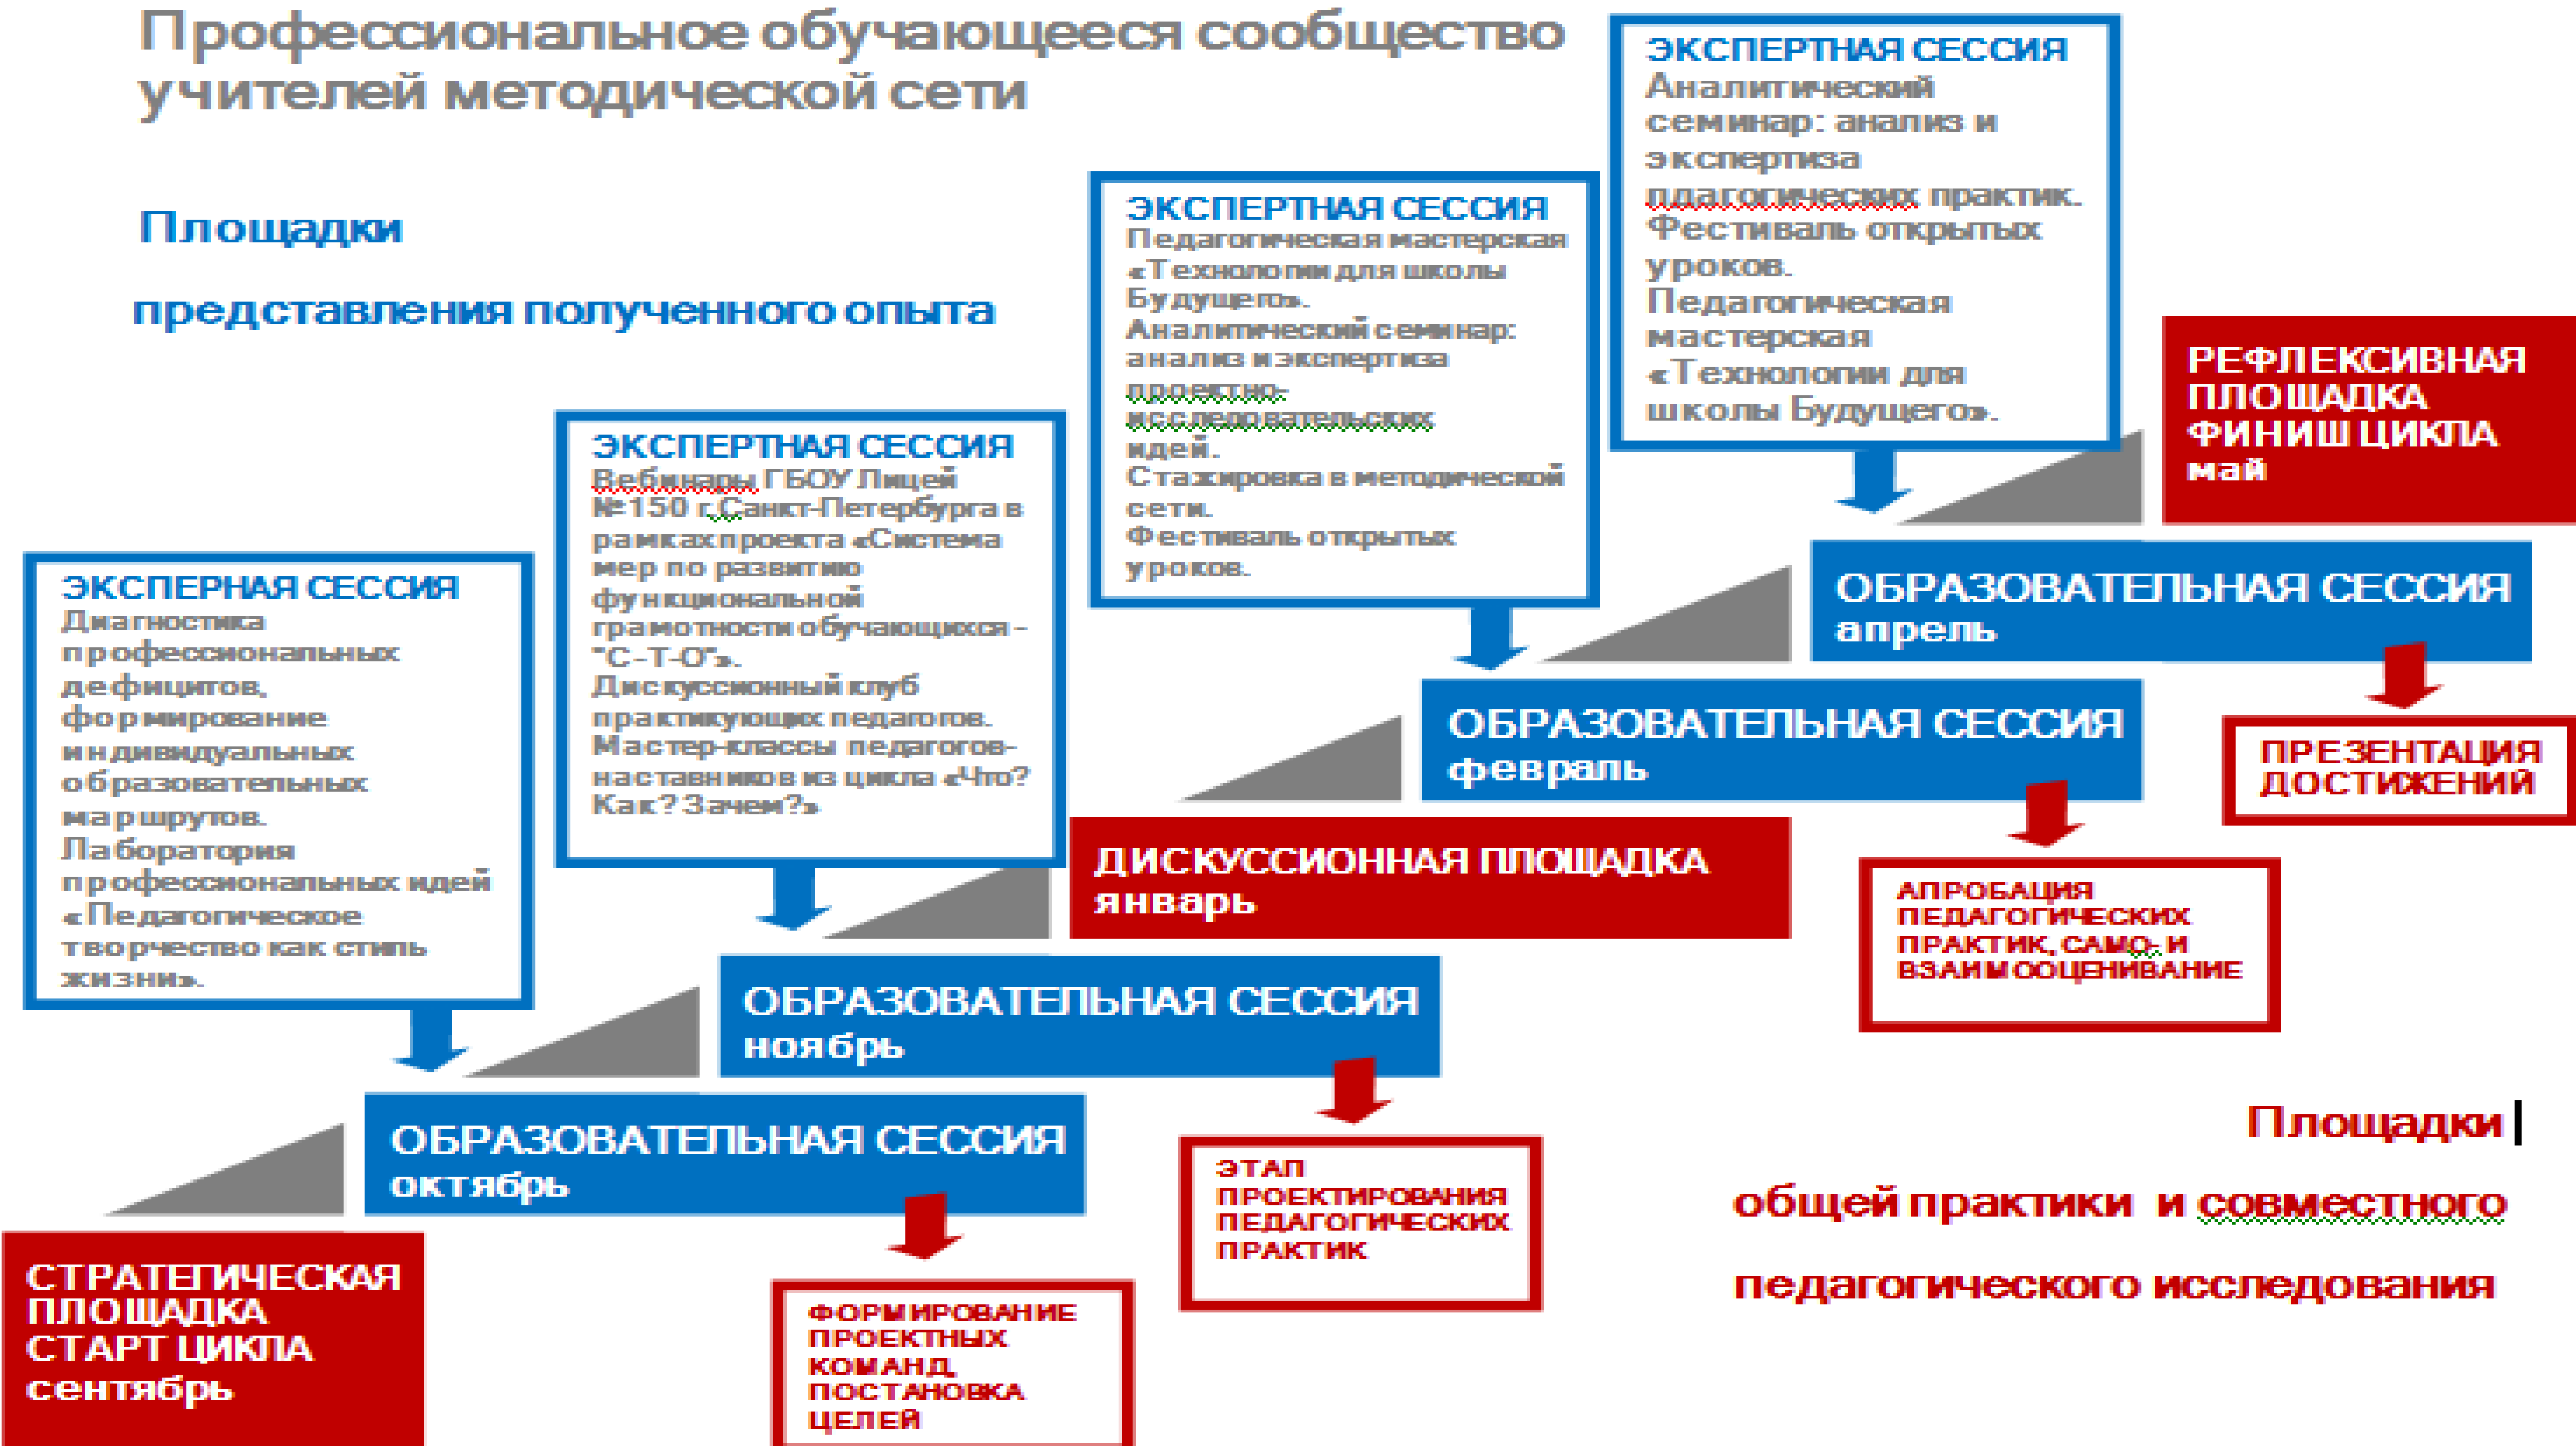 Профессиональное обучающееся сообщество
учителей методической сети
Площадки
представления полученного опыта
ЭКСПЕРНАЯ СЕССИЯ
Диагностика
профессиональных
дефицитов,
формирование
индивидуальных
образовательных
маршрутов.
Лаборатория
профессиональных идей
«Педагогическое
творчество как стиль
жизни».
ЭКСПЕРТНАЯ СЕССИЯ
Вебинары ГБОУ Лицей
№150 г.Санкт-Петербурга в
рамках проекта «Система
мер по развитию
функциональной
грамотности обучающихся -
"С-Т-О"».
Дискуссионный клуб
практикующих педагогов.
Мастер-классы педагогов-
наставников из цикла «Что?
Как? Зачем?»
ЭКСПЕРТНАЯ СЕССИЯ
Педагогическая мастерская
«Технологии для школы
Будущего».
Аналитический семинар:
анализ и экспертиза
проектно-
исследовательских
идей.
Стажировка в методической
сети.
Фестиваль открытых
уроков.
ЭКСПЕРТНАЯ СЕССИЯ
Аналитический
семинар: анализ и
экспертиза
пдагогических практик.
Фестиваль открытых
уроков.
Педагогическая
мастерская
«Технологии для
школы Будущего».
РЕФЛЕКСИВНАЯ
ПЛОЩАДКА
ФИНИШ ЦИКЛА
май
ОБРАЗОВАТЕЛЬНАЯ СЕССИЯ
апрель
ПРЕЗЕНТАЦИЯ
ДОСТИЖЕНИЙ
ОБРАЗОВАТЕЛЬНАЯ СЕССИЯ
февраль
АПРОБАЦИЯ
ПЕДАГОГИЧЕСКИХ
ПРАКТИК, САМО- И
ВЗАИМООЦЕНИВАНИЕ
ДИСКУССИОННАЯ ПЛОЩАДКА
январь
ОБРАЗОВАТЕЛЬНАЯ СЕССИЯ
ноябрь
ЭТАП
ПРОЕКТИРОВАНИЯ
ПЕДАГОГИЧЕСКИХ
ПРАКТИК
ОБРАЗОВАТЕЛЬНАЯ СЕССИЯ
октябрь
ФОРМИРОВАНИЕ
ПРОЕКТНЫХ
КОМАНД,
ПОСТАНОВКА
ЦЕЛЕЙ
СТРАТЕГИЧЕСКАЯ
ПЛОЩАДКА
СТАРТ ЦИКЛА
сентябрь
Площадки
общей практики и совместного
педагогического исследования